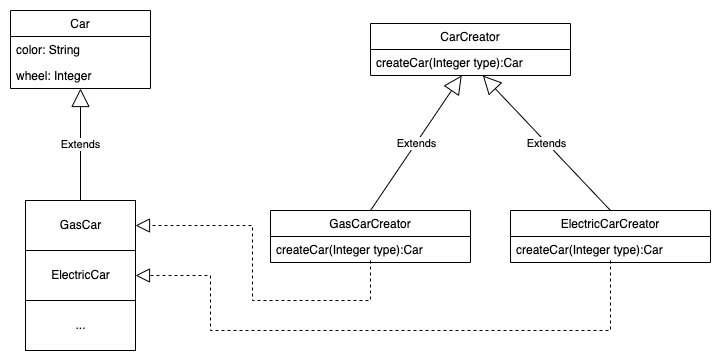 Car
color: String
wheel: Integer
Extends
GasCar
ElectricCar
...
CarCreator
createCar(Integer type):Car
Extends
Extends
GasCarCreator
createCar(Integer type):Car
ElectricCarCreator
createCar(Integer type):Car